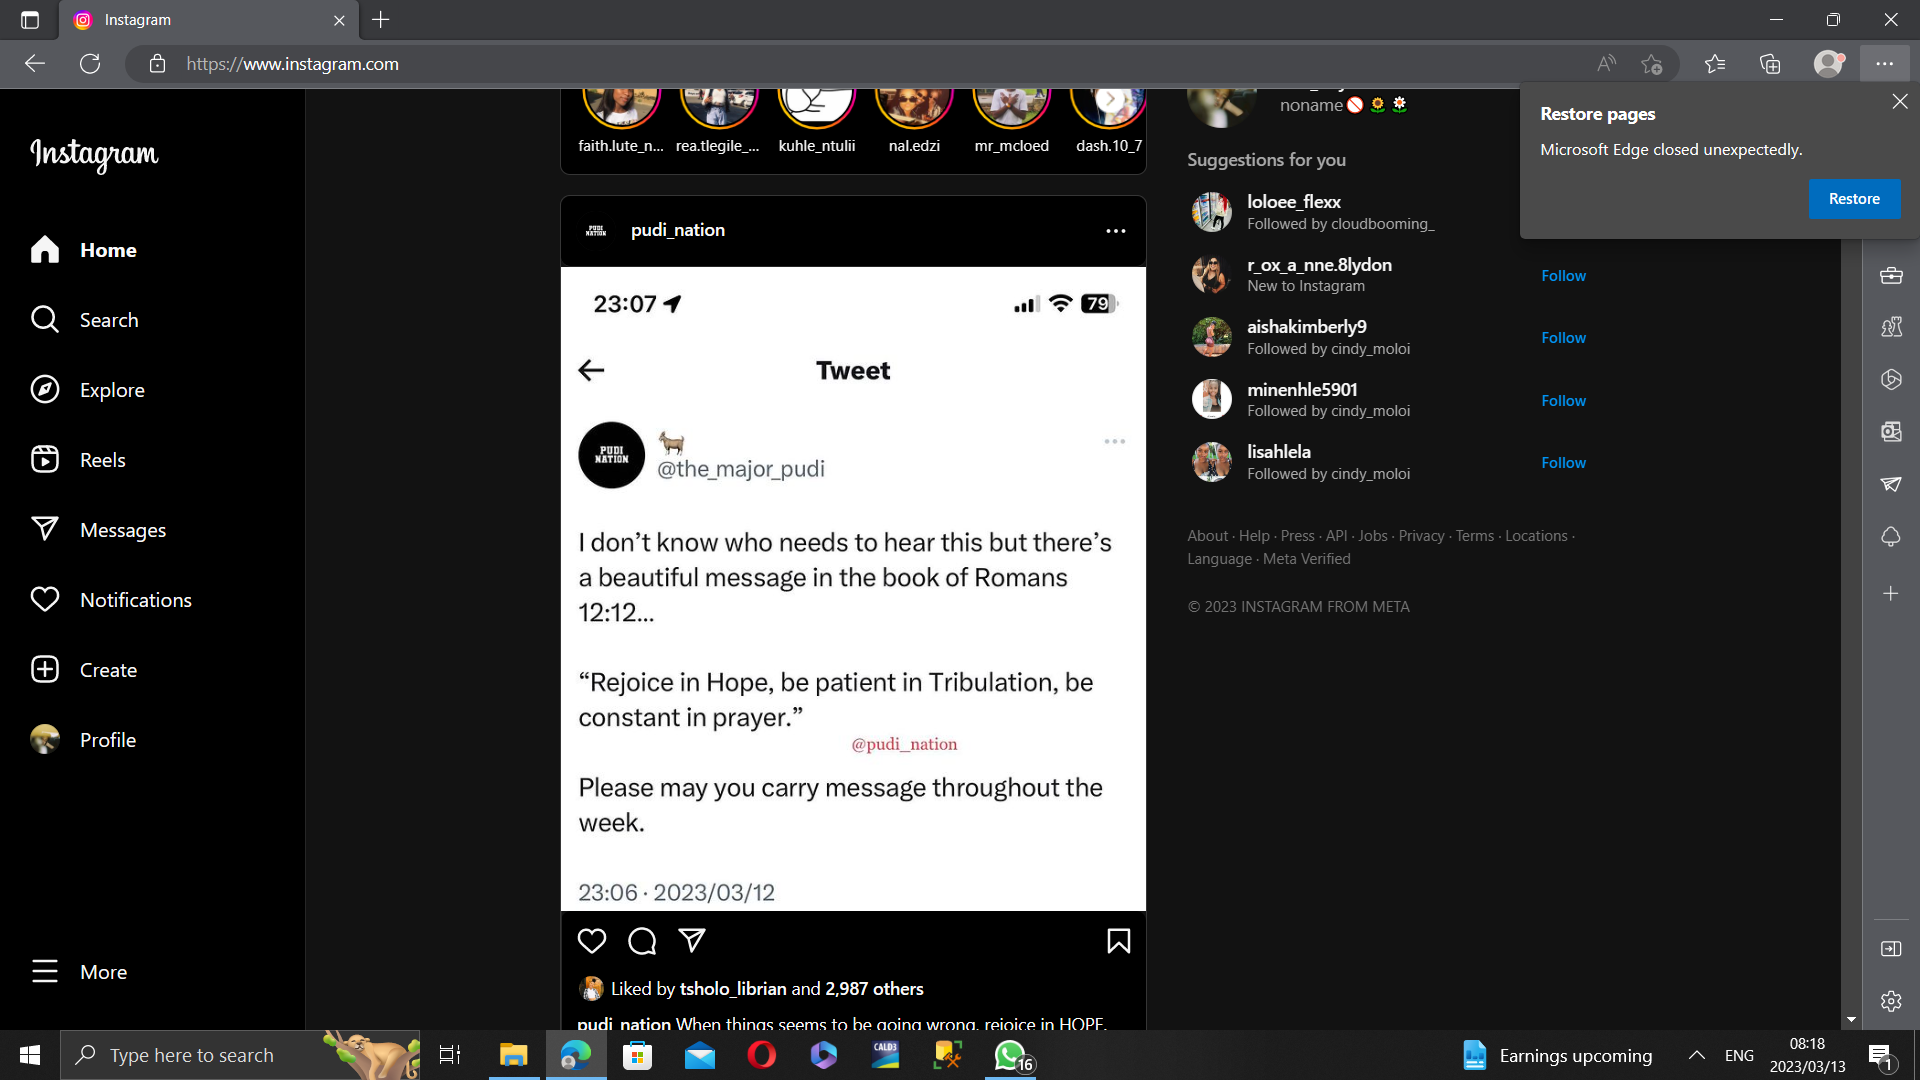 Instagram
https://www.instagram.com
Restore pages
Microsoft Edge closed unexpectedly.
Restore
Instagram
Home
Search
Explore
Reels
Messages
Notifications
Create
Profile
More
faith.lute_n... rea.tlegile_... kuhle_ntulii nal.edzi mr_mcloed dash.10_7
PUDI
NATION
pudi_nation
23:07
79
Tweet
PUDI
NATION
@the_major_pudi
I don’t know who needs to hear this but there’s
a beautiful message in the book of Romans
12:12...
“Rejoice in Hope, be patient in Tribulation, be
constant in prayer.”
@pudi_nation
Please may you carry message throughout the
week.
23:06 · 2023/03/12
Liked by tsholo_librian and 2,987 others
pudi_nation When things seems to be going wrong, rejoice in HOPE,
noname
Suggestions for you
loloee_flexx
Followed by cloudbooming_
r_ox_a_nne.8lydon
New to Instagram
Follow
aishakimberly9
Followed by cindy_moloi
Follow
minenhle5901
Followed by cindy_moloi
Follow
lisahlela
Followed by cindy_moloi
Follow
About · Help · Press · API · Jobs · Privacy · Terms · Locations ·
Language · Meta Verified
© 2023 INSTAGRAM FROM META
Type here to search
CALD3
16
Earnings upcoming
ENG
08:18
2023/03/13
1